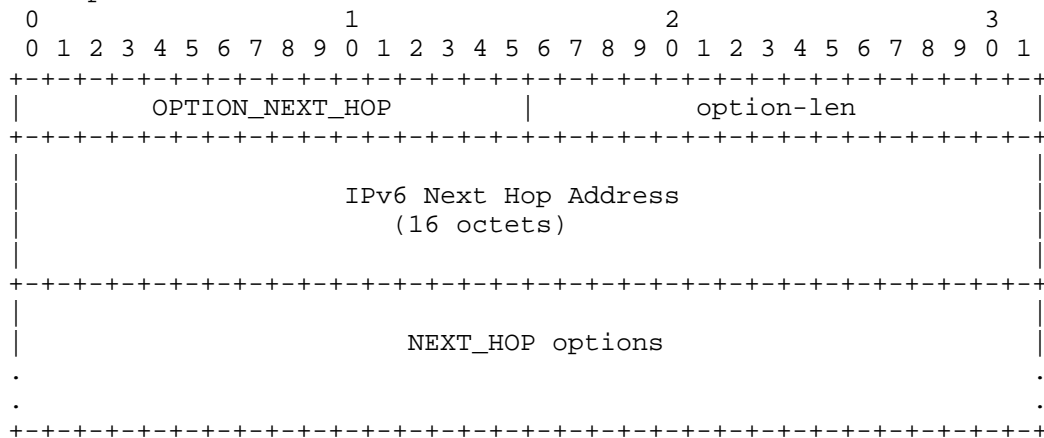 0                   1                   2                   3
 0 1 2 3 4 5 6 7 8 9 0 1 2 3 4 5 6 7 8 9 0 1 2 3 4 5 6 7 8 9 0 1
+-+-+-+-+-+-+-+-+-+-+-+-+-+-+-+-+-+-+-+-+-+-+-+-+-+-+-+-+-+-+-+-+
|        OPTION_NEXT_HOP        |          option-len           |
+-+-+-+-+-+-+-+-+-+-+-+-+-+-+-+-+-+-+-+-+-+-+-+-+-+-+-+-+-+-+-+-+
|                                                               |
|                    IPv6 Next Hop Address                      |
|                       (16 octets)                             |
|                                                               |
+-+-+-+-+-+-+-+-+-+-+-+-+-+-+-+-+-+-+-+-+-+-+-+-+-+-+-+-+-+-+-+-+
|                                                               |
|                        NEXT_HOP options                       |
.                                                               .
.                                                               .
+-+-+-+-+-+-+-+-+-+-+-+-+-+-+-+-+-+-+-+-+-+-+-+-+-+-+-+-+-+-+-+-+